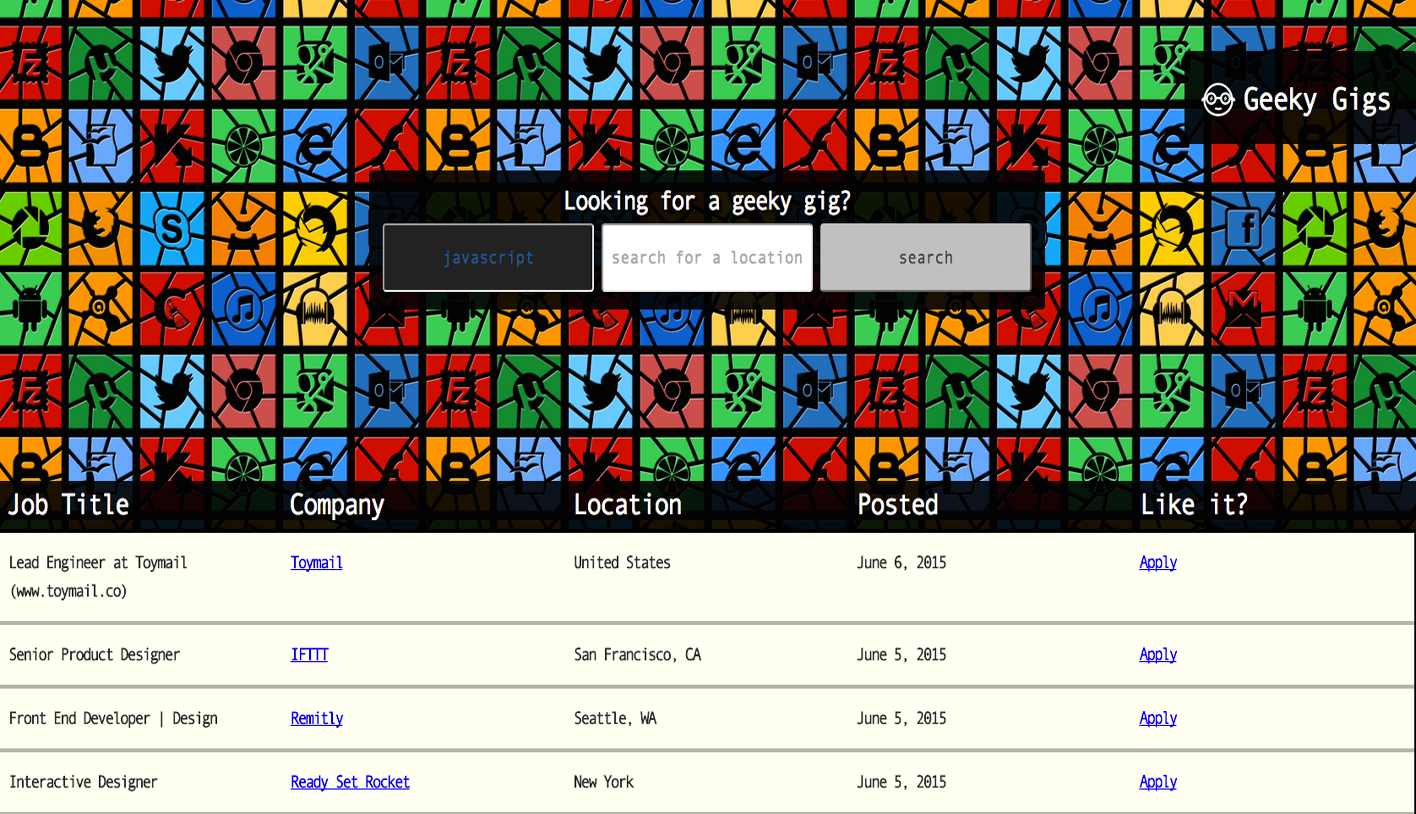 Geeky Gigs
Looking for a geeky gig?
javascript search for a location search
Job Title Company Location Posted Like it?
Lead Engineer at Toymail Toymail United States June 6, 2015 Apply
(www.toymail.co)
Senior Product Designer IFTTT San Francisco, CA June 5, 2015 Apply
Front End Developer | Design Remitly Seattle, WA June 5, 2015 Apply
Interactive Designer Ready Set Rocket New York June 5, 2015 Apply